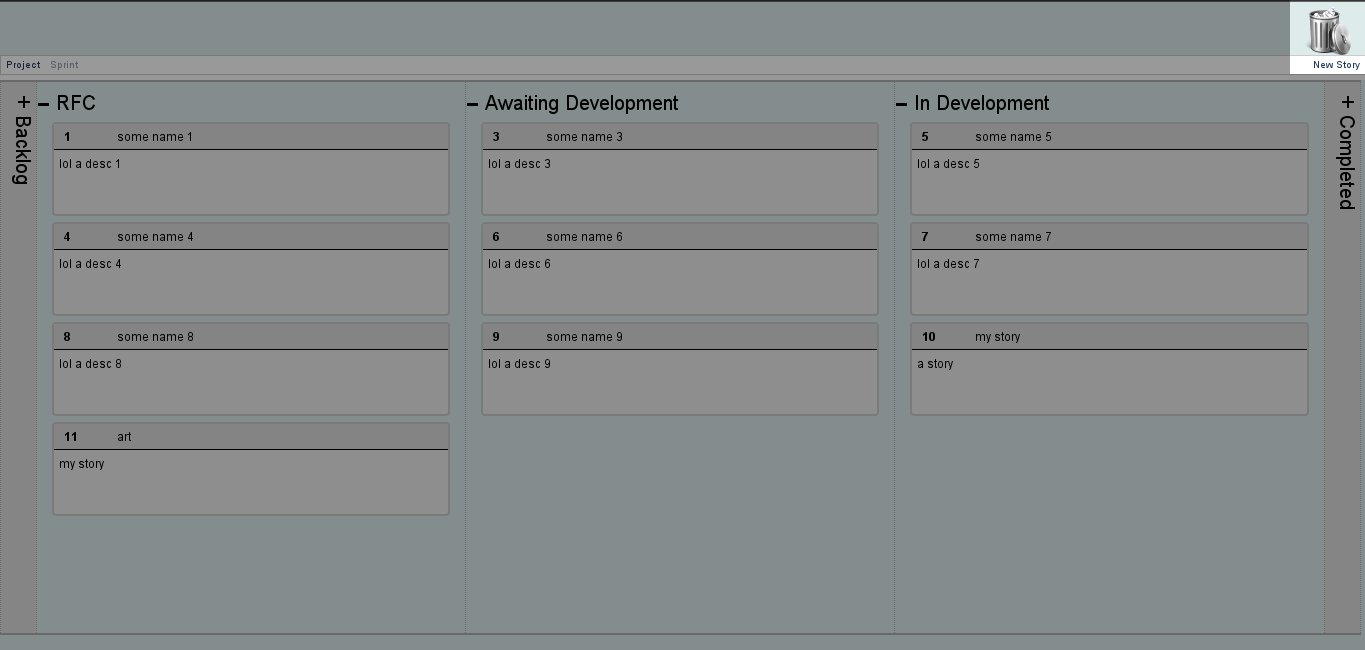 Project Sprint
New Story
+ Backlog
– RFC
1 some name 1
lol a desc 1
4 some name 4
lol a desc 4
8 some name 8
lol a desc 8
11 art
my story
– Awaiting Development
3 some name 3
lol a desc 3
6 some name 6
lol a desc 6
9 some name 9
lol a desc 9
– In Development
5 some name 5
lol a desc 5
7 some name 7
lol a desc 7
10 my story
a story
+ Completed